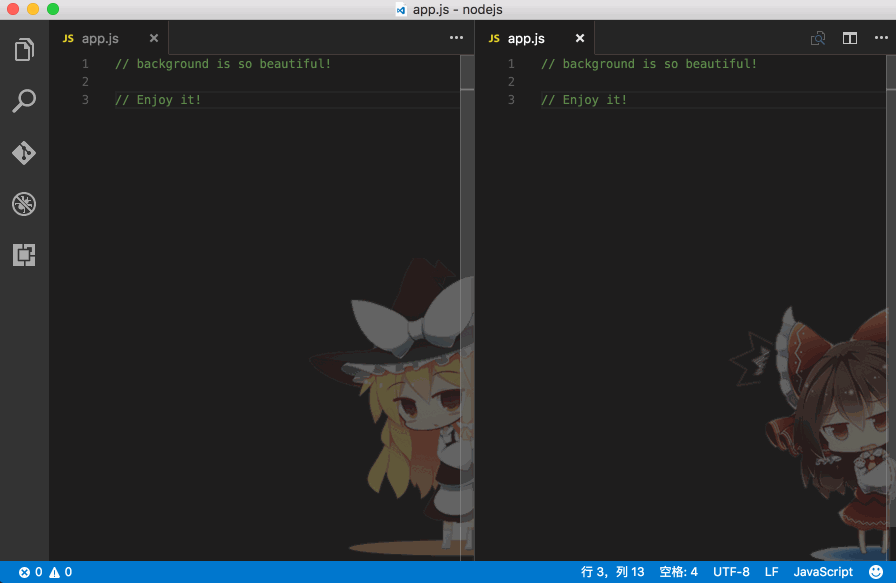 app.js - nodejs
JS app.js
1 // background is so beautiful!
2
3 // Enjoy it!
JS app.js
1 // background is so beautiful!
2
3 // Enjoy it!
0 0
行 3，列 13 空格: 4 UTF-8 LF JavaScript